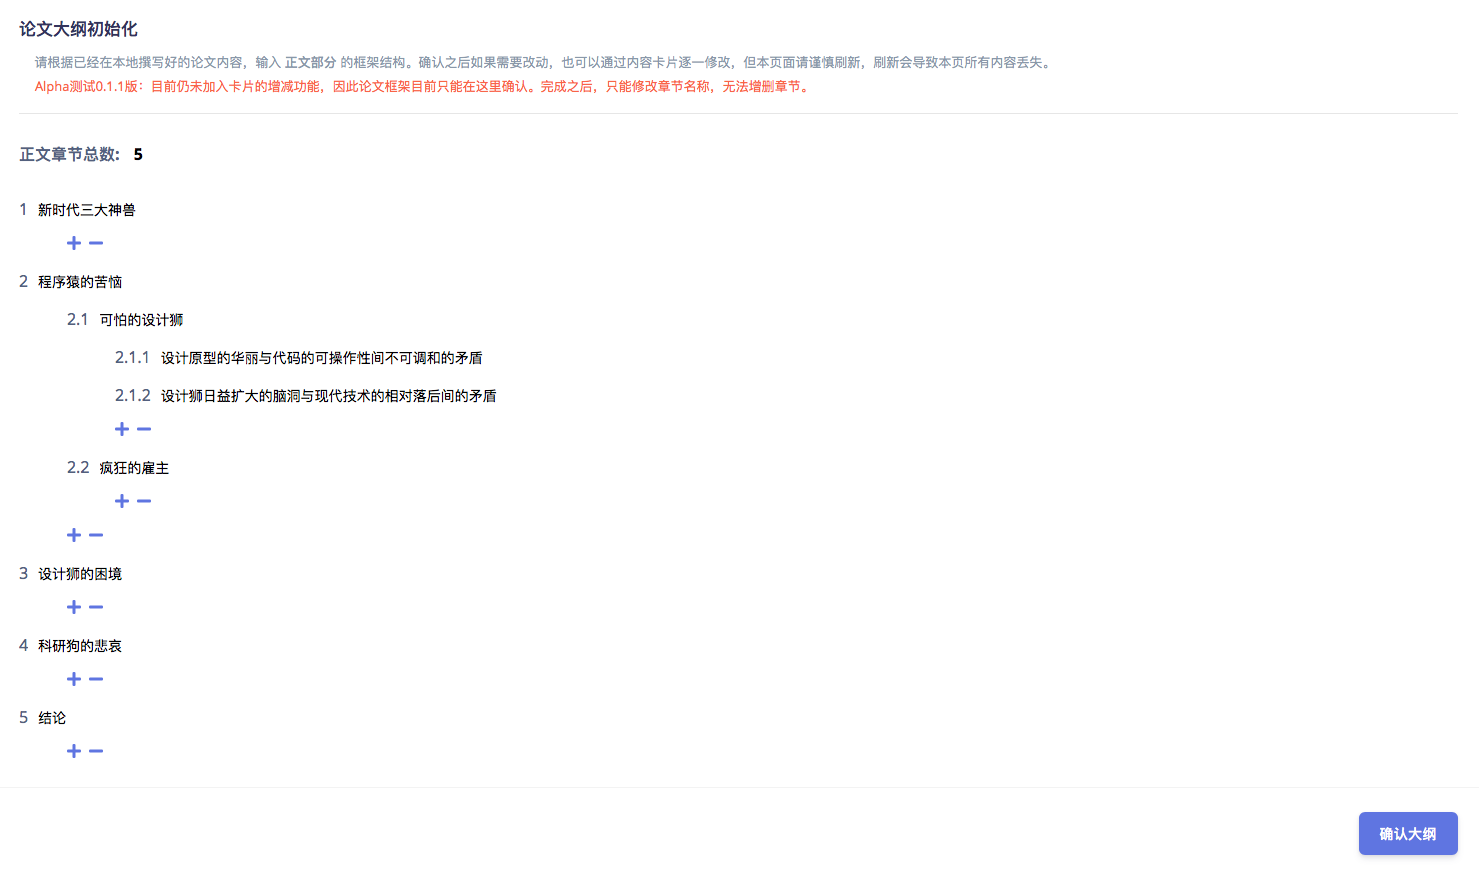 论文大纲初始化
请根据已经在本地撰写好的论文内容，输入 正文部分 的框架结构。确认之后如果需要改动，也可以通过内容卡片逐一修改，但本页面请谨慎刷新，刷新会导致本页所有内容丢失。
Alpha测试0.1.1版：目前仍未加入卡片的增减功能，因此论文框架目前只能在这里确认。完成之后，只能修改章节名称，无法增删章节。
正文章节总数: 5
1 新时代三大神兽
2 程序猿的苦恼
2.1 可怕的设计狮
2.1.1 设计原型的华丽与代码的可操作性间不可调和的矛盾
2.1.2 设计狮日益扩大的脑洞与现代技术的相对落后间的矛盾
2.2 疯狂的雇主
3 设计狮的困境
4 科研狗的悲哀
5 结论
确认大纲